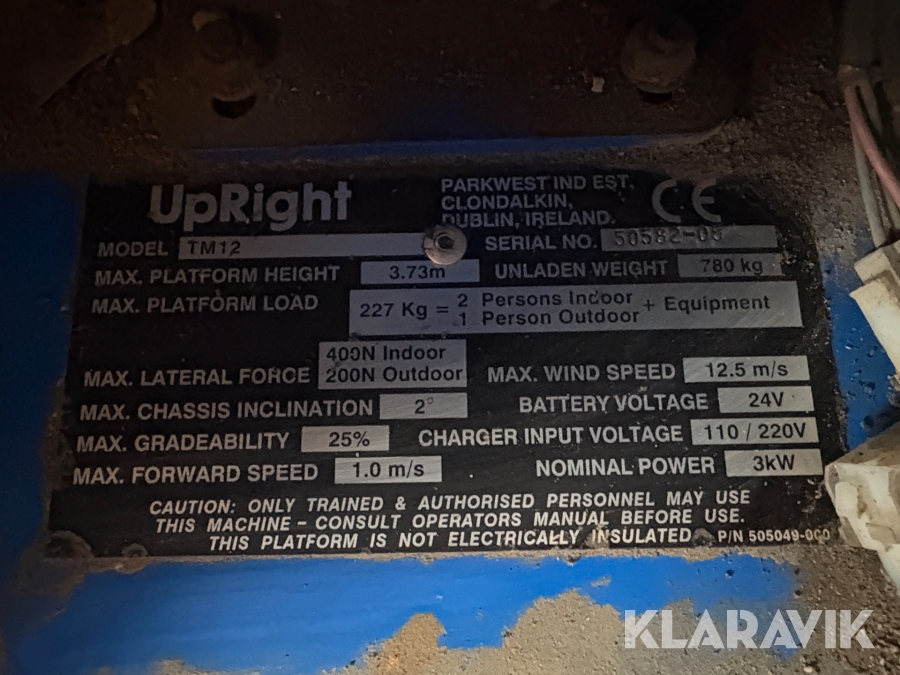 UpRight
PARKWEST IND EST,
CLONDALKIN,
DUBLIN, IRELAND.
CE
MODEL TM12
SERIAL NO. 50582-05
MAX. PLATFORM HEIGHT 3.73m
UNLADEN WEIGHT 780 kg
MAX. PLATFORM LOAD 227 Kg = 2 Persons Indoor
1 Person Outdoor + Equipment
MAX. LATERAL FORCE 400N Indoor
200N Outdoor
MAX. WIND SPEED 12.5 m/s
MAX. CHASSIS INCLINATION 2°
BATTERY VOLTAGE 24V
MAX. GRADEABILITY 25%
CHARGER INPUT VOLTAGE 110 / 220V
MAX. FORWARD SPEED 1.0 m/s
NOMINAL POWER 3kW
CAUTION: ONLY TRAINED & AUTHORISED PERSONNEL MAY USE
THIS MACHINE – CONSULT OPERATORS MANUAL BEFORE USE.
THIS PLATFORM IS NOT ELECTRICALLY INSULATED
P/N 505049-000
KLARAVIK